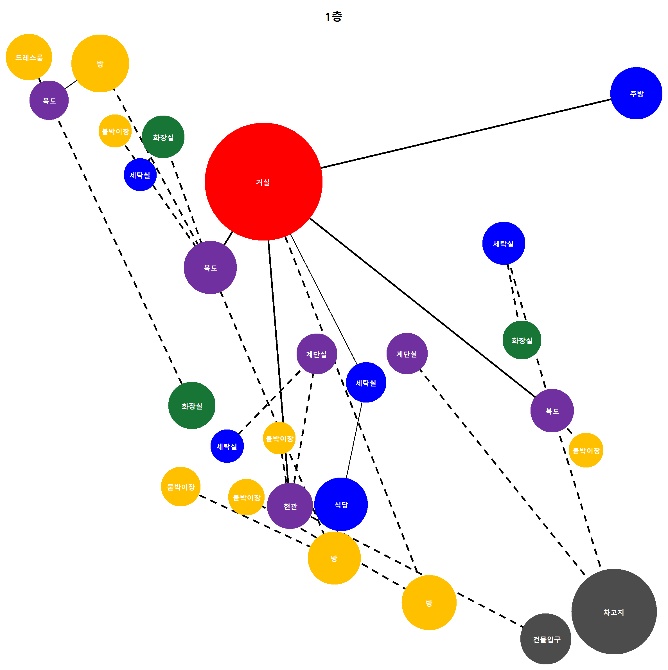 1층
드레스룸
방
주방
복도
붙박이장
화장실
세탁실
거실
세탁실
복도
화장실
계단실
계단실
세탁실
화장실
복도
붙박이장
세탁실
붙박이장
붙박이장
붙박이장
현관
식당
방
방
차고지
건물입구